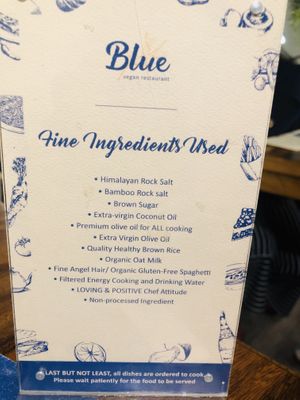 Blue
vegan restaurant
Fine Ingredients Used
• Himalayan Rock Salt
• Bamboo Rock salt
• Brown Sugar
• Extra-virgin Coconut Oil
• Premium olive oil for ALL cooking
• Extra Virgin Olive Oil
• Quality Healthy Brown Rice
• Organic Oat Milk
• Fine Angel Hair/ Organic Gluten-Free Spaghetti
• Filtered Energy Cooking and Drinking Water
• LOVING & POSITIVE Chef Attitude
• Non-processed Ingredient
LAST BUT NOT LEAST, all dishes are ordered to cook
Please wait patiently for the food to be served